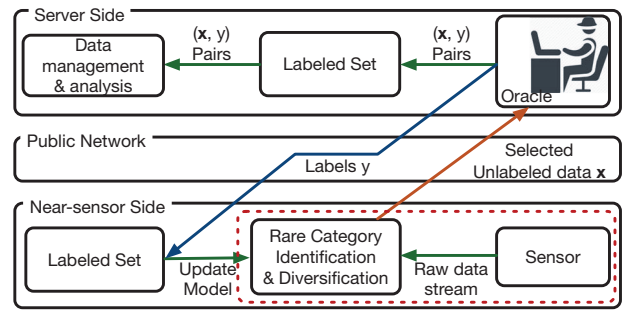 Server Side
Data
management
& analysis
(x, y)
Pairs
Labeled Set
(x, y)
Pairs
Oracle
Public Network
Labels y
Selected
Unlabeled data x
Near-sensor Side
Labeled Set
Update
Model
Rare Category
Identification
& Diversification
Raw data
stream
Sensor